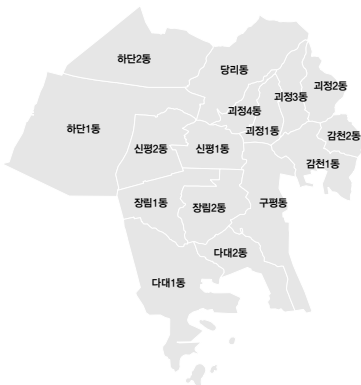 하단2동
당리동
괴정2동
괴정3동
괴정4동
하단1동
괴정1동
감천2동
신평2동
신평1동
감천1동
장림1동
장림2동
구평동
다대2동
다대1동